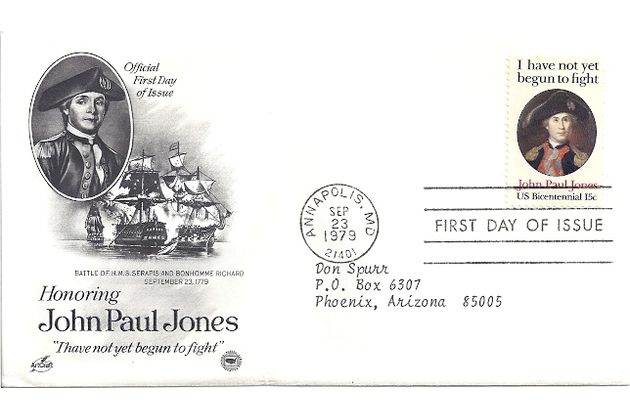 Official
First Day
of Issue
BATTLE OF H.M.S. SERAPIS AND BONHOMME RICHARD
SEPTEMBER 23, 1779
Honoring
John Paul Jones
"I have not yet begun to fight"
ArtCraft
I have not yet
begun to fight
John Paul Jones
US Bicentennial 15c
ANNAPOLIS, MD
SEP
23
1979
21401
FIRST DAY OF ISSUE
Don Spurr
P.O. Box 6307
Phoenix, Arizona 85005